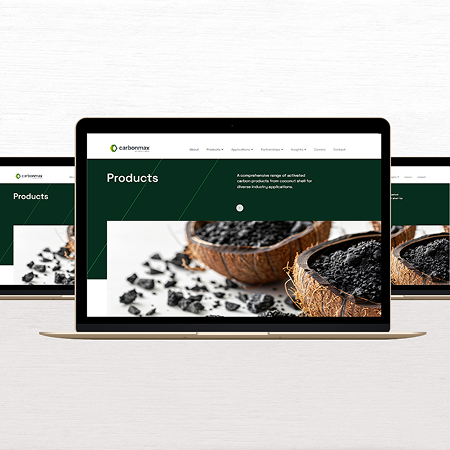 carbonmax
About Products Applications Partnerships Insights Careers Contact
Products
A comprehensive range of activated
carbon products from coconut shell for
diverse industry applications.
Products